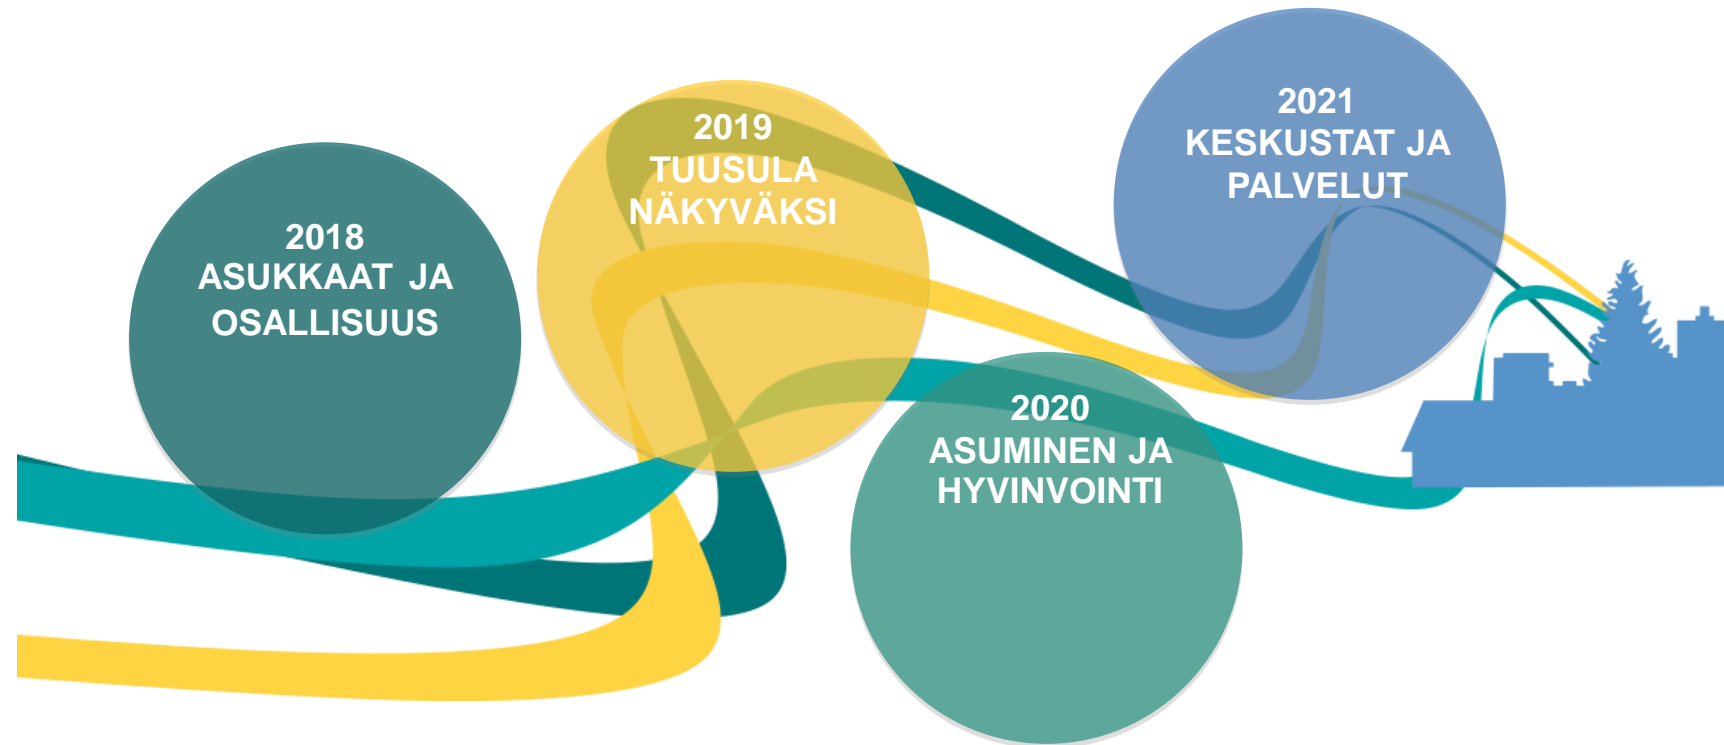 2018
ASUKKAAT JA
OSALLISUUS
2019
TUUSULA
NÄKYVÄKSI
2020
ASUMINEN JA
HYVINVOINTI
2021
KESKUSTAT JA
PALVELUT